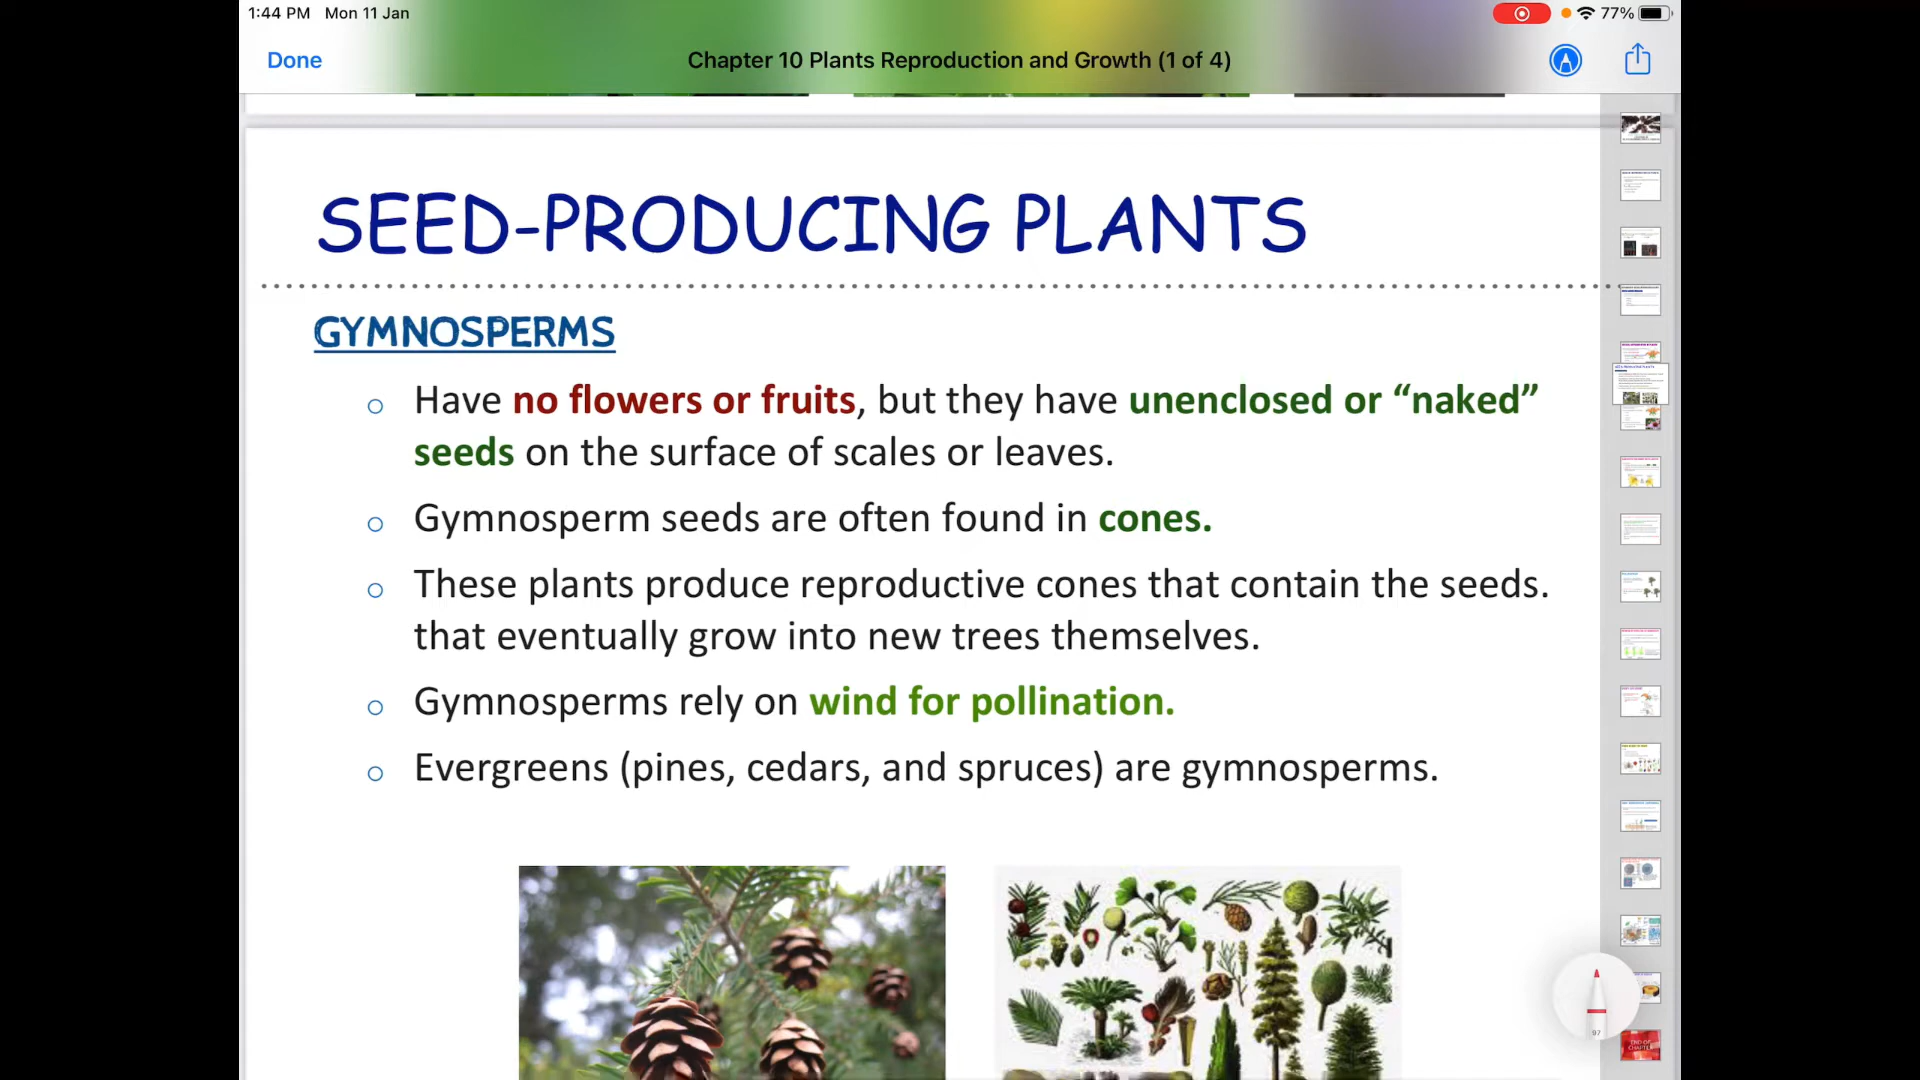 1:44 PM Mon 11 Jan
77%
Done
Chapter 10 Plants Reproduction and Growth (1 of 4)
SEED-PRODUCING PLANTS
GYMNOSPERMS
Have no flowers or fruits, but they have unenclosed or “naked”
seeds on the surface of scales or leaves.
Gymnosperm seeds are often found in cones.
These plants produce reproductive cones that contain the seeds.
that eventually grow into new trees themselves.
Gymnosperms rely on wind for pollination.
Evergreens (pines, cedars, and spruces) are gymnosperms.
97
END OF
CHAPTER